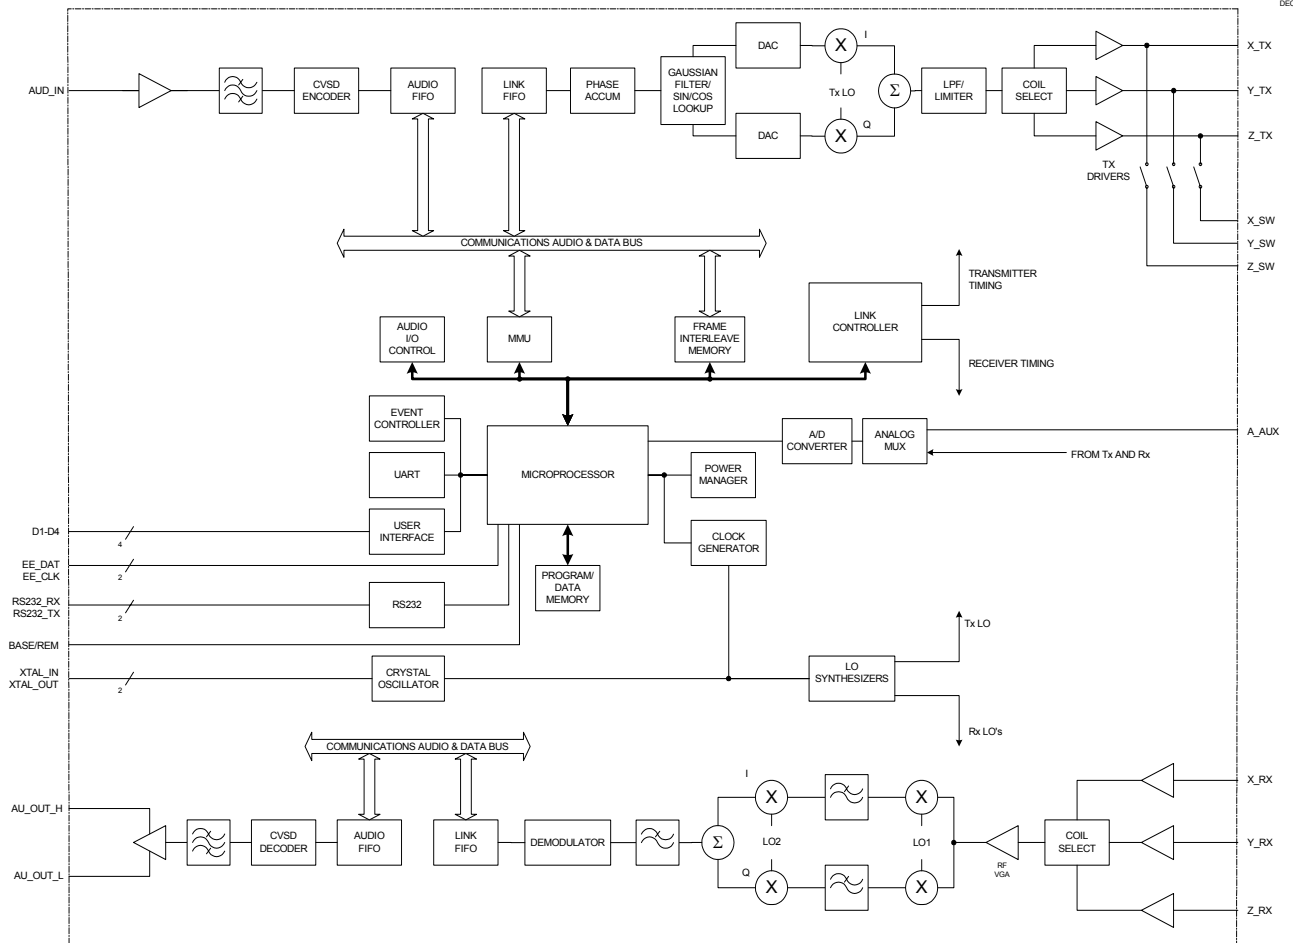 DEC
AUD_IN
CVSD
ENCODER
AUDIO
FIFO
LINK
FIFO
PHASE
ACCUM
GAUSSIAN
FILTER/
SIN/COS
LOOKUP
DAC
DAC
X
X
I
Tx LO
Q
Σ
LPF/
LIMITER
COIL
SELECT
TX
DRIVERS
X_TX
Y_TX
Z_TX
X_SW
Y_SW
Z_SW
COMMUNICATIONS AUDIO & DATA BUS
AUDIO
I/O
CONTROL
MMU
FRAME
INTERLEAVE
MEMORY
LINK
CONTROLLER
TRANSMITTER
TIMING
RECEIVER TIMING
EVENT
CONTROLLER
UART
USER
INTERFACE
MICROPROCESSOR
A/D
CONVERTER
ANALOG
MUX
A_AUX
FROM Tx AND Rx
POWER
MANAGER
CLOCK
GENERATOR
PROGRAM/
DATA
MEMORY
D1-D4
4
EE_DAT
EE_CLK
2
RS232_RX
RS232_TX
2
RS232
BASE/REM
XTAL_IN
XTAL_OUT
2
CRYSTAL
OSCILLATOR
LO
SYNTHESIZERS
Tx LO
Rx LO's
COMMUNICATIONS AUDIO & DATA BUS
AU_OUT_H
AU_OUT_L
CVSD
DECODER
AUDIO
FIFO
LINK
FIFO
DEMODULATOR
Σ
I
X
LO2
Q
X
X
LO1
X
RF
VGA
COIL
SELECT
X_RX
Y_RX
Z_RX